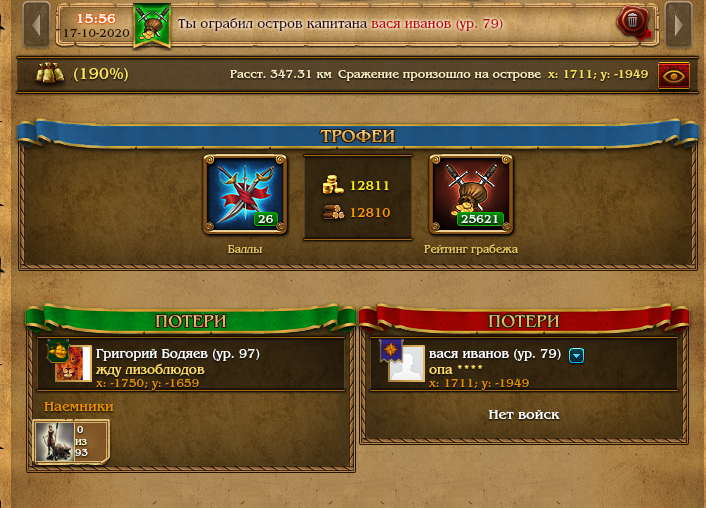 15:56
17-10-2020
Ты ограбил остров капитана вася иванов (ур. 79)
(190%)
Расст. 347.31 км Сражение произошло на острове x: 1711; y: -1949
ТРОФЕИ
26
12811
12810
25621
Баллы
Рейтинг грабежа
ПОТЕРИ
Григорий Бодяев (ур. 97)
жду лизоблюдов
x: -1750; y: -1659
Наемники
0
из
93
ПОТЕРИ
вася иванов (ур. 79)
опа ****
x: 1711; y: -1949
Нет войск